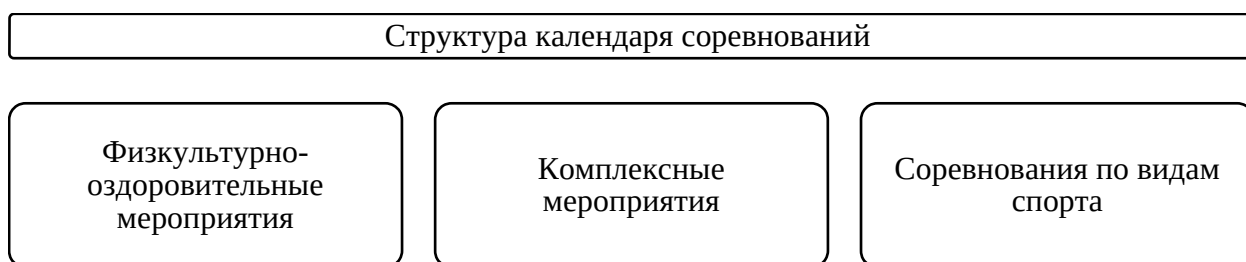 Структура календаря соревнований
Физкультурно-
оздоровительные
мероприятия
Комплексные
мероприятия
Соревнования по видам
спорта